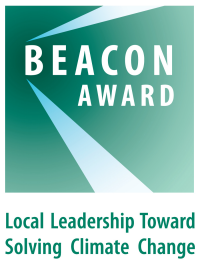 BEACON
AWARD
Local Leadership Toward
Solving Climate Change